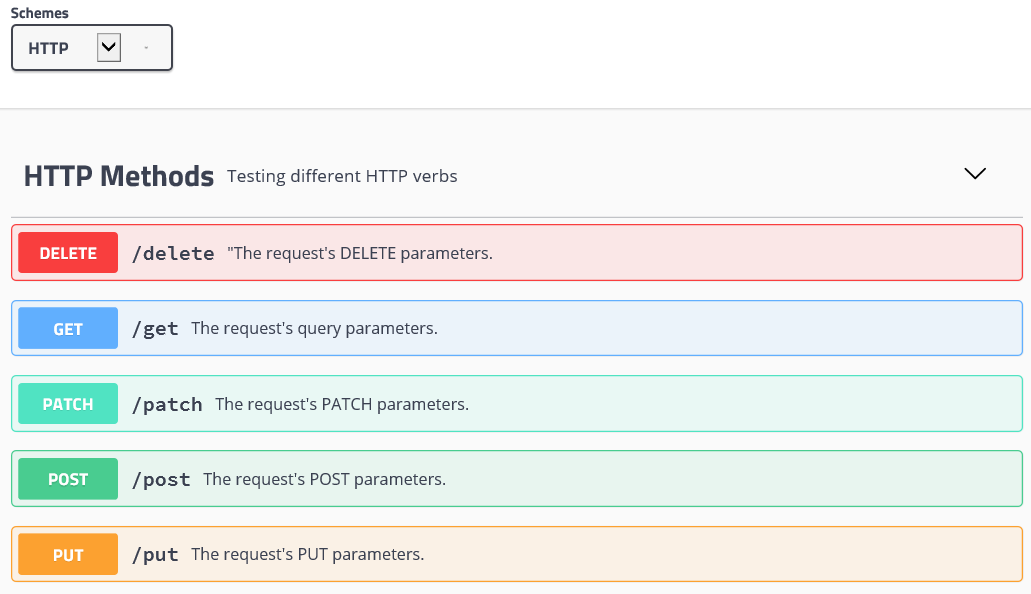 Schemes
HTTP
HTTP Methods Testing different HTTP verbs
DELETE /delete "The request's DELETE parameters.
GET /get The request's query parameters.
PATCH /patch The request's PATCH parameters.
POST /post The request's POST parameters.
PUT /put The request's PUT parameters.